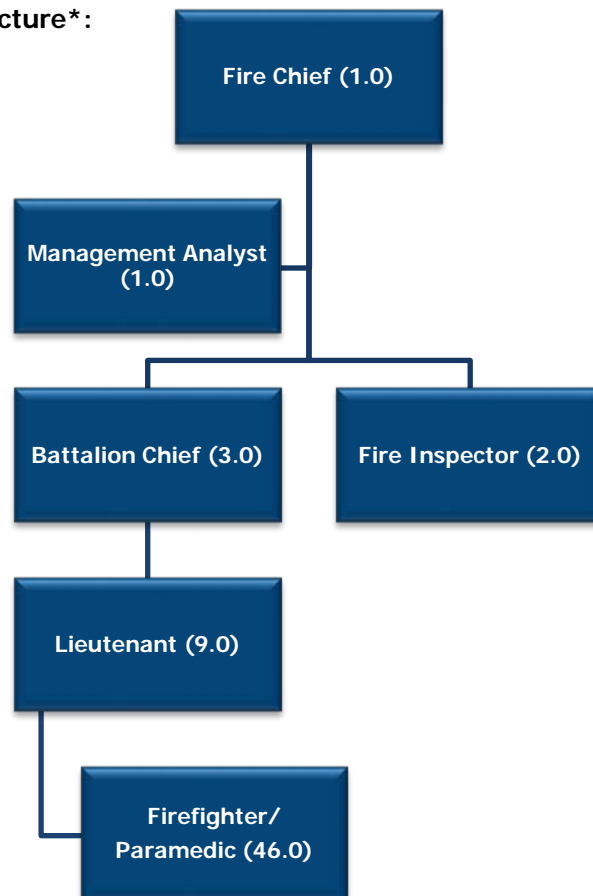 cture*:
Fire Chief (1.0)
Management Analyst
(1.0)
Battalion Chief (3.0)
Fire Inspector (2.0)
Lieutenant (9.0)
Firefighter/
Paramedic (46.0)